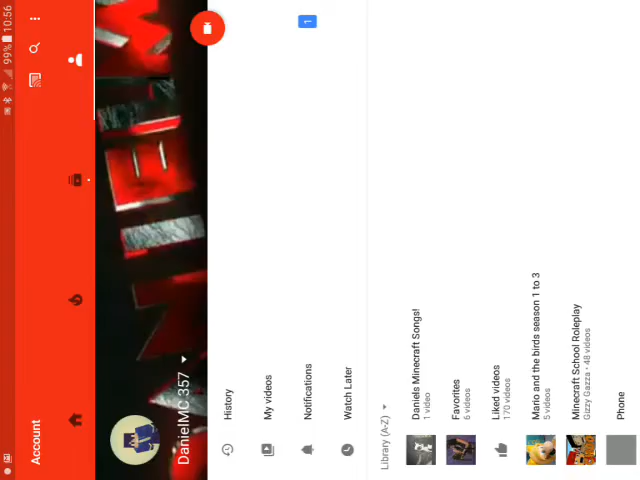 99% 10:56
Account
DanielMC 357
History
My videos
Notifications
1
Watch Later
Library (A-Z)
Daniels Minecraft Songs!
1 video
Favorites
6 videos
Liked videos
170 videos
Mario and the birds season 1 to 3
5 videos
Minecraft School Roleplay
Gizzy Gazza • 48 videos
Phone